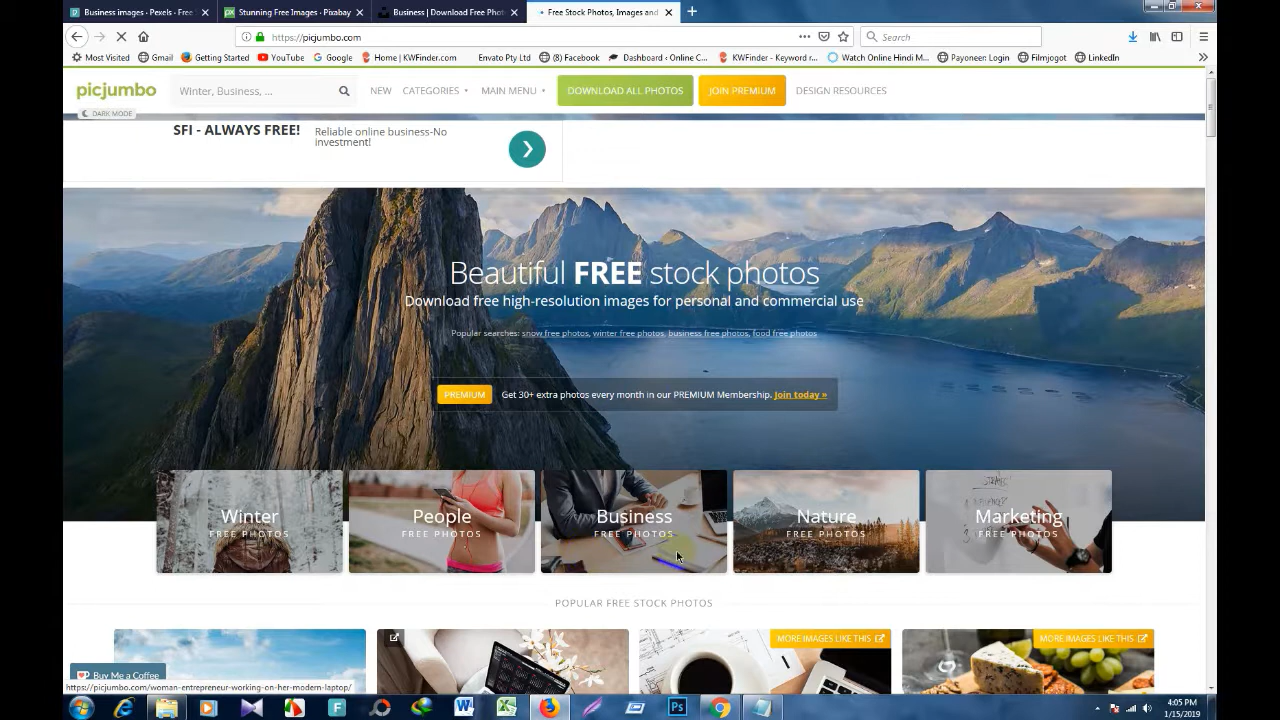 Business images · Pexels · Free
Stunning Free Images · Pixabay
Business | Download Free Phot
Free Stock Photos, Images and
https://picjumbo.com
Search
Most Visited
Gmail
Getting Started
YouTube
Google
Home | KWFinder.com
Envato Pty Ltd
(8) Facebook
Dashboard ‹ Online C...
KWFinder - Keyword r...
Watch Online Hindi M...
Payoneer Login
Filmjogot
LinkedIn
picjumbo
Winter, Business, ...
NEW
CATEGORIES
MAIN MENU
DOWNLOAD ALL PHOTOS
JOIN PREMIUM
DESIGN RESOURCES
DARK MODE
SFI - ALWAYS FREE!
Reliable online business-No
investment!
Beautiful FREE stock photos
Download free high-resolution images for personal and commercial use
Popular searches: snow free photos, winter free photos, business free photos, food free photos
PREMIUM
Get 30+ extra photos every month in our PREMIUM Membership. Join today »
Winter
FREE PHOTOS
People
FREE PHOTOS
Business
FREE PHOTOS
Nature
FREE PHOTOS
Marketing
FREE PHOTOS
POPULAR FREE STOCK PHOTOS
MORE IMAGES LIKE THIS
MORE IMAGES LIKE THIS
Buy Me a Coffee
https://picjumbo.com/woman-entrepreneur-working-on-her-modern-laptop/
4:05 PM
1/15/2019